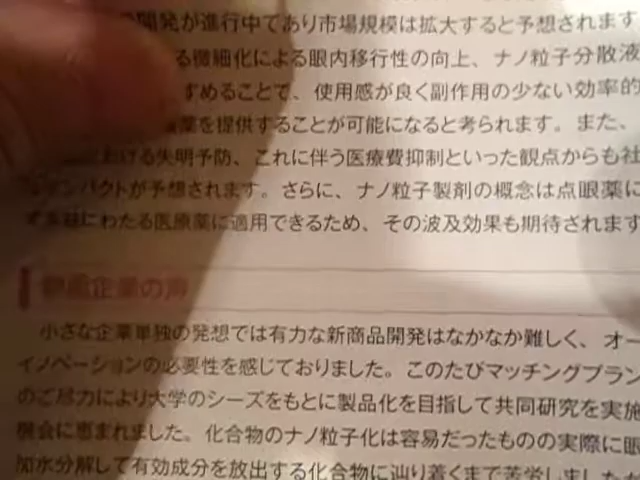 開発が進行中であり市場規模は拡大すると予想されます
る微細化による眼内移行性の向上、ナノ粒子分散液
すめることで、使用感が良く副作用の少ない効率的
薬を提供することが可能になると考られます。また、
ける失明予防、これに伴う医療費抑制といった観点からも社
ンパクトが予想されます。さらに、ナノ粒子製剤の概念は点眼薬に
にわたる医療薬に適用できるため、その波及効果も期待されます
企業の声
小さな企業単独の発想では有力な新商品開発はなかなか難しく、オー
イノベーションの必要性を感じておりました。このたびマッチングプラン
のご尽力により大学のシーズをもとに製品化を目指して共同研究を実施
機会に恵まれました。化合物のナノ粒子化は容易だったものの実際に眼
加水分解して有効成分を放出する化合物に辿り着くまで苦労しました